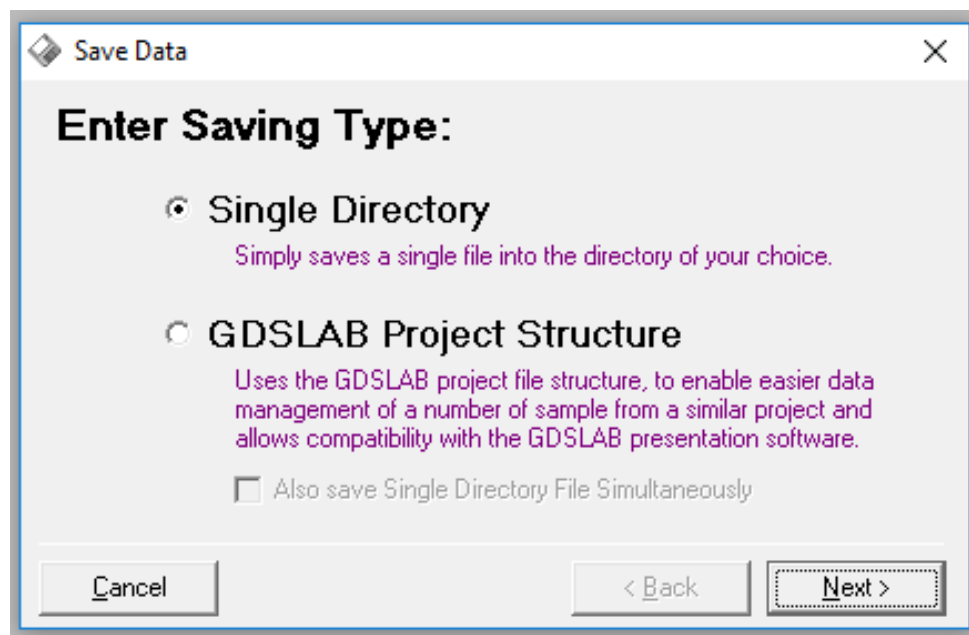 Save Data
Enter Saving Type:
Single Directory
Simply saves a single file into the directory of your choice.
GDSLAB Project Structure
Uses the GDSLAB project file structure, to enable easier data
management of a number of sample from a similar project and
allows compatibility with the GDSLAB presentation software.
Also save Single Directory File Simultaneously
Cancel
< Back
Next >